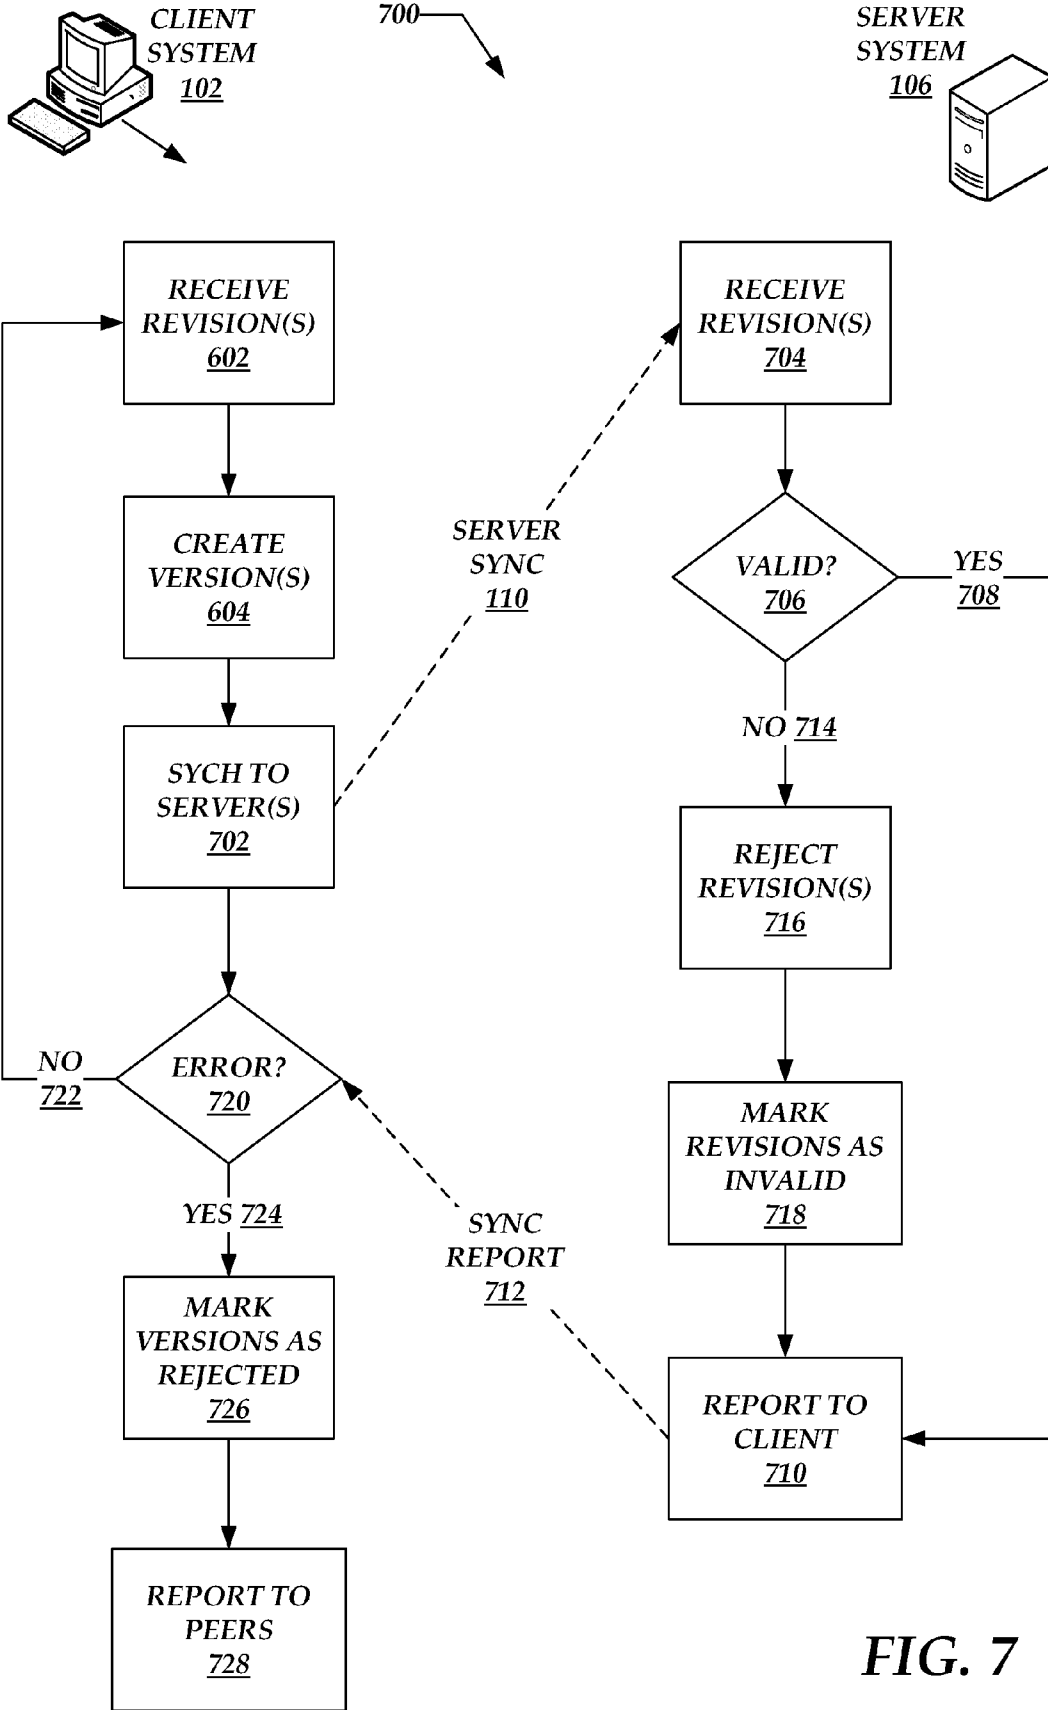 CLIENT
SYSTEM
102
700
SERVER
SYSTEM
106
RECEIVE
REVISION(S)
602
RECEIVE
REVISION(S)
704
CREATE
VERSION(S)
604
SERVER
SYNC
110
VALID?
706
YES
708
NO 714
SYCH TO
SERVER(S)
702
REJECT
REVISION(S)
716
ERROR?
720
NO
722
MARK
REVISIONS AS
INVALID
718
YES 724
SYNC
REPORT
712
MARK
VERSIONS AS
REJECTED
726
REPORT TO
CLIENT
710
REPORT TO
PEERS
728
FIG. 7